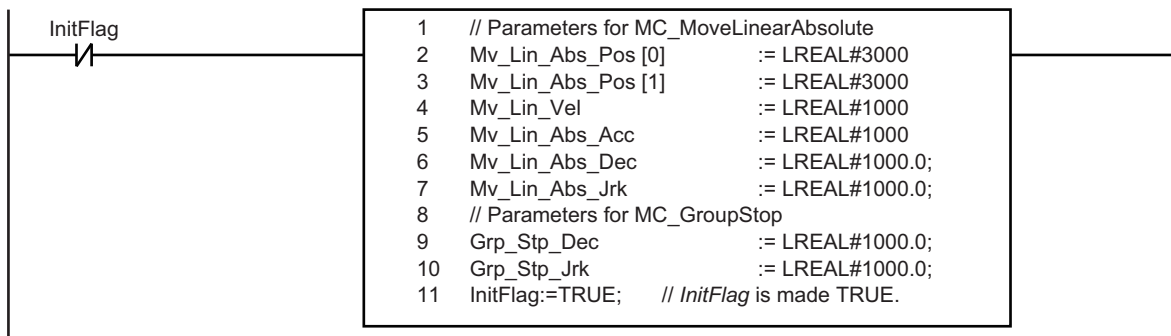 InitFlag
1 // Parameters for MC_MoveLinearAbsolute
2 Mv_Lin_Abs_Pos [0] := LREAL#3000
3 Mv_Lin_Abs_Pos [1] := LREAL#3000
4 Mv_Lin_Vel := LREAL#1000
5 Mv_Lin_Abs_Acc := LREAL#1000
6 Mv_Lin_Abs_Dec := LREAL#1000.0;
7 Mv_Lin_Abs_Jrk := LREAL#1000.0;
8 // Parameters for MC_GroupStop
9 Grp_Stp_Dec := LREAL#1000.0;
10 Grp_Stp_Jrk := LREAL#1000.0;
11 InitFlag:=TRUE; // InitFlag is made TRUE.